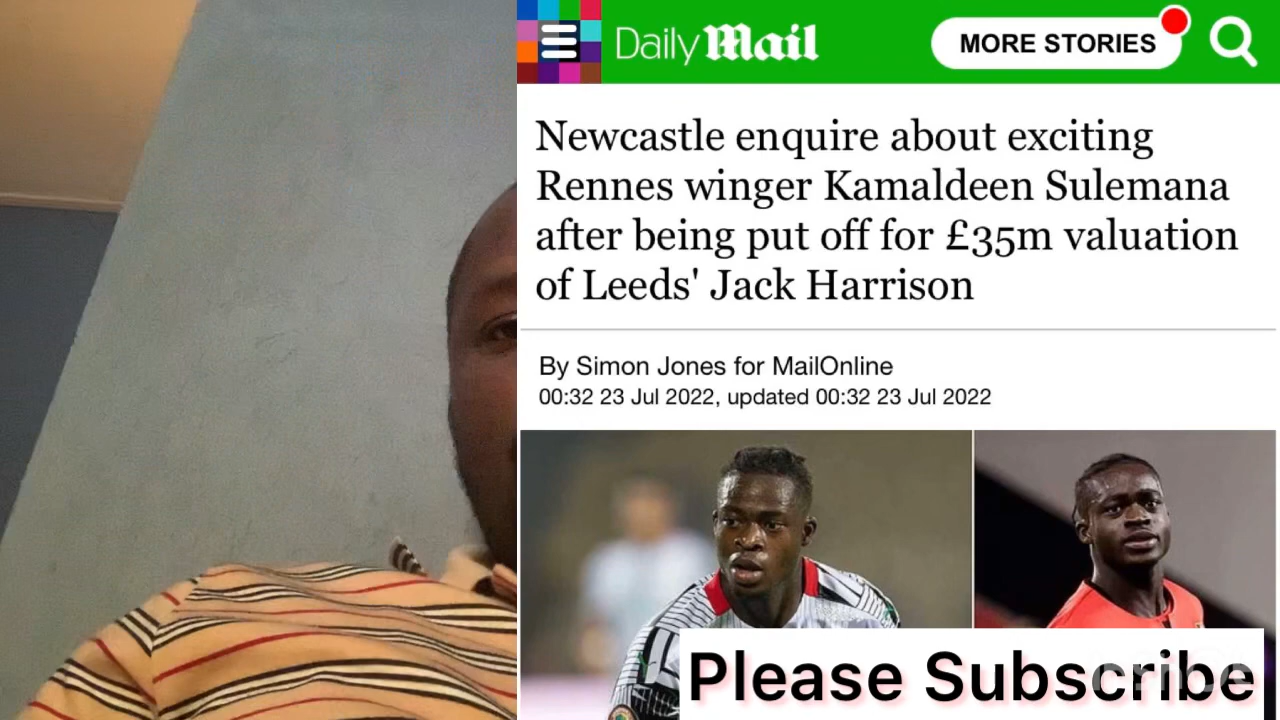 Daily Mail
MORE STORIES
Newcastle enquire about exciting
Rennes winger Kamaldeen Sulemana
after being put off for £35m valuation
of Leeds' Jack Harrison
By Simon Jones for MailOnline
00:32 23 Jul 2022, updated 00:32 23 Jul 2022
Please Subscribe